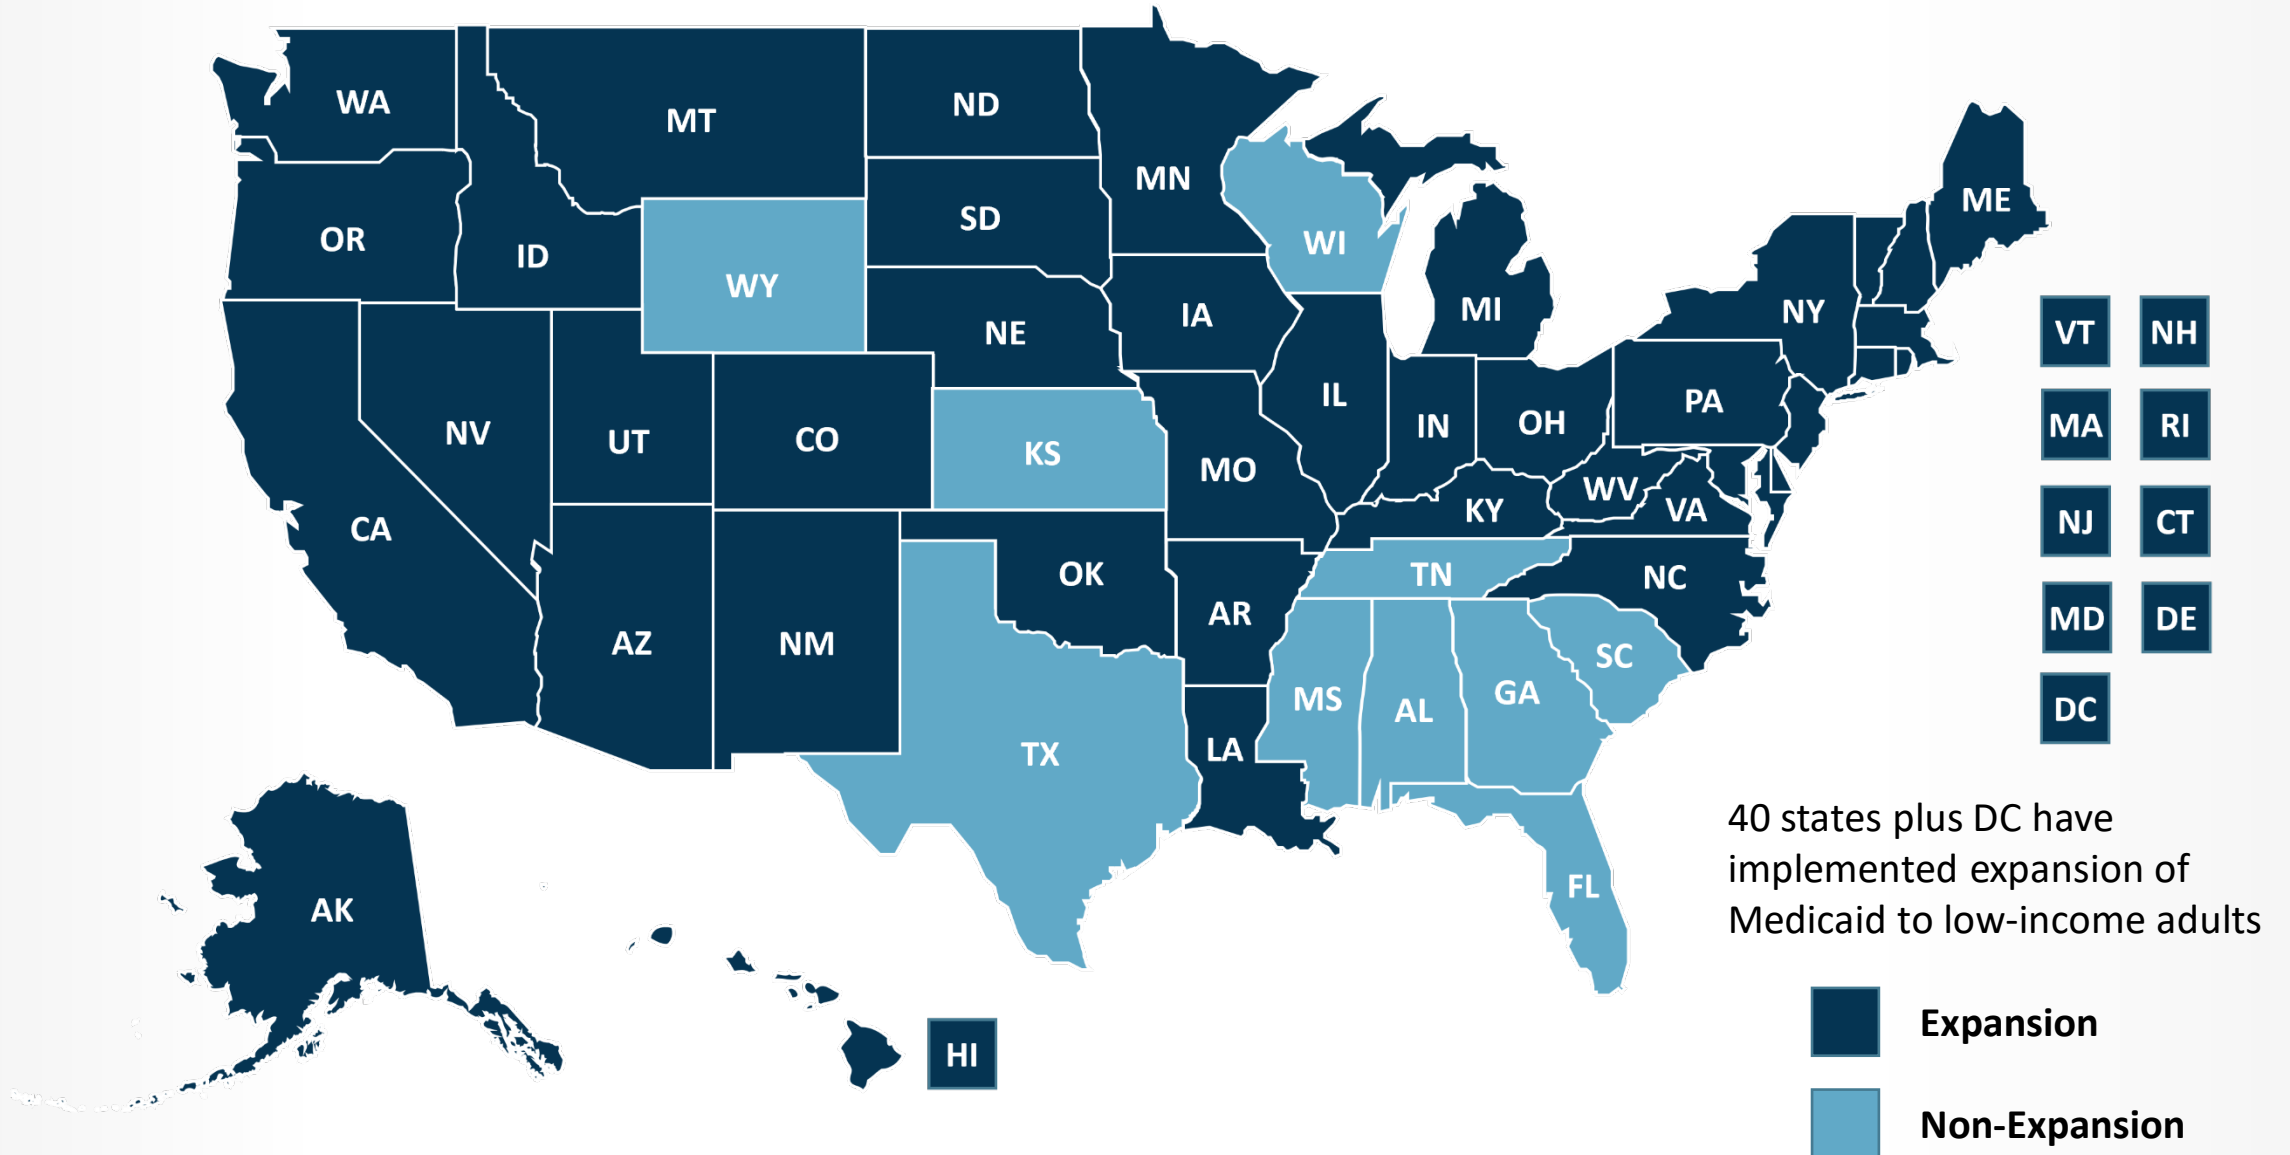 WA
MT
ND
MN
ME
OR
ID
SD
WI
WY
NE
IA
MI
NY
NV
UT
CO
KS
MO
IL
IN
OH
PA
CA
KY
WV
VA
AZ
NM
OK
AR
TN
NC
TX
LA
MS
AL
GA
SC
FL
AK
HI
VT NH
MA RI
NJ CT
MD DE
DC
40 states plus DC have
implemented expansion of
Medicaid to low-income adults
Expansion
Non-Expansion